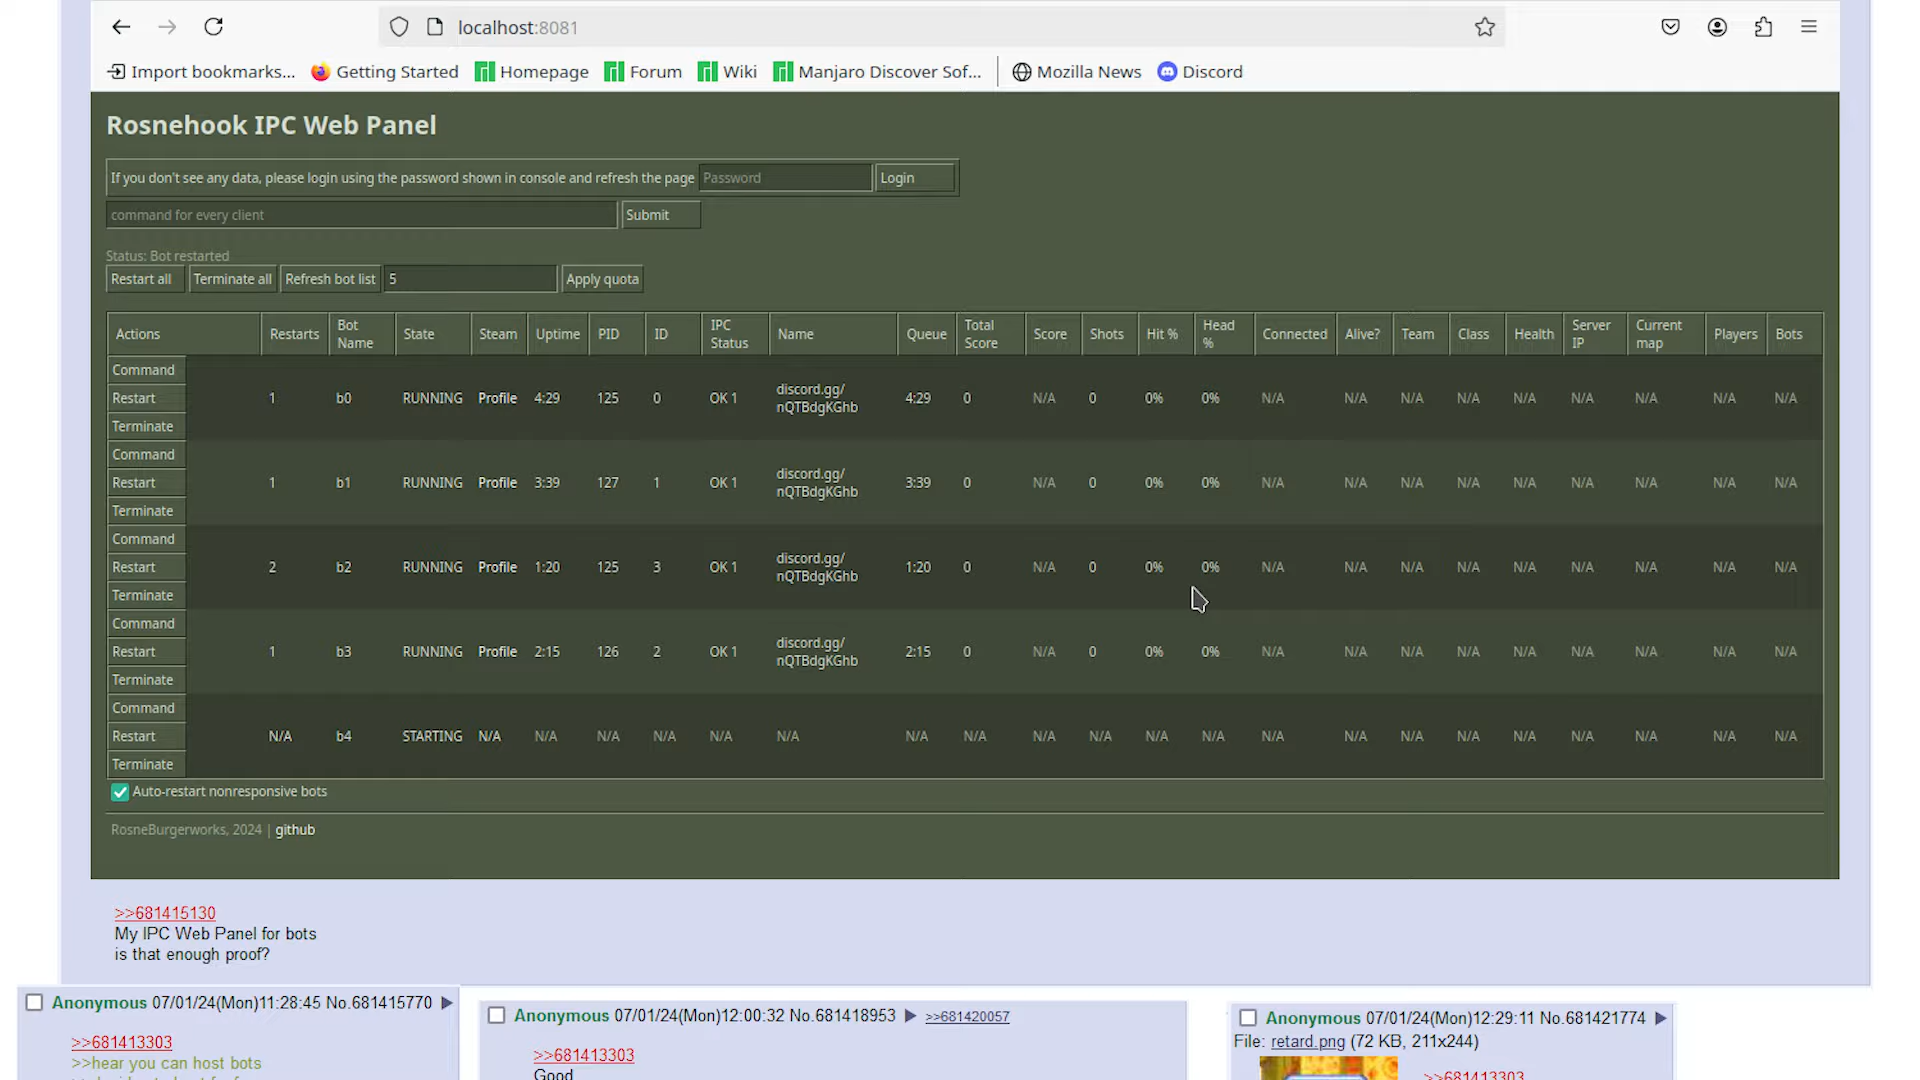 localhost:8081
Import bookmarks... Getting Started Homepage Forum Wiki Manjaro Discover Sof... Mozilla News Discord
Rosnehook IPC Web Panel
If you don't see any data, please login using the password shown in console and refresh the page Password Login
command for every client Submit
Status: Bot restarted
Restart all Terminate all Refresh bot list 5 Apply quota
Actions Restarts Bot Name State Steam Uptime PID ID IPC Status Name Queue Total Score Score Shots Hit % Head % Connected Alive? Team Class Health Server IP Current map Players Bots
Command
Restart 1 b0 RUNNING Profile 4:29 125 0 OK 1 discord.gg/nQTBdgKGhb 4:29 0 N/A 0 0% 0% N/A N/A N/A N/A N/A N/A N/A N/A N/A
Terminate
Command
Restart 1 b1 RUNNING Profile 3:39 127 1 OK 1 discord.gg/nQTBdgKGhb 3:39 0 N/A 0 0% 0% N/A N/A N/A N/A N/A N/A N/A N/A N/A
Terminate
Command
Restart 2 b2 RUNNING Profile 1:20 125 3 OK 1 discord.gg/nQTBdgKGhb 1:20 0 N/A 0 0% 0% N/A N/A N/A N/A N/A N/A N/A N/A N/A
Terminate
Command
Restart 1 b3 RUNNING Profile 2:15 126 2 OK 1 discord.gg/nQTBdgKGhb 2:15 0 N/A 0 0% 0% N/A N/A N/A N/A N/A N/A N/A N/A N/A
Terminate
Command
Restart N/A b4 STARTING N/A N/A N/A N/A N/A N/A N/A N/A N/A N/A N/A N/A N/A N/A N/A N/A N/A N/A N/A N/A N/A
Terminate
Auto-restart nonresponsive bots
RosneBurgerworks, 2024 | github
>>681415130
My IPC Web Panel for bots
is that enough proof?
Anonymous 07/01/24(Mon)11:28:45 No.681415770
>>681413303
>>hear you can host bots
Anonymous 07/01/24(Mon)12:00:32 No.681418953 >>681420057
>>681413303
Good
Anonymous 07/01/24(Mon)12:29:11 No.681421774
File: retard.png (72 KB, 211x244)
>>681413303